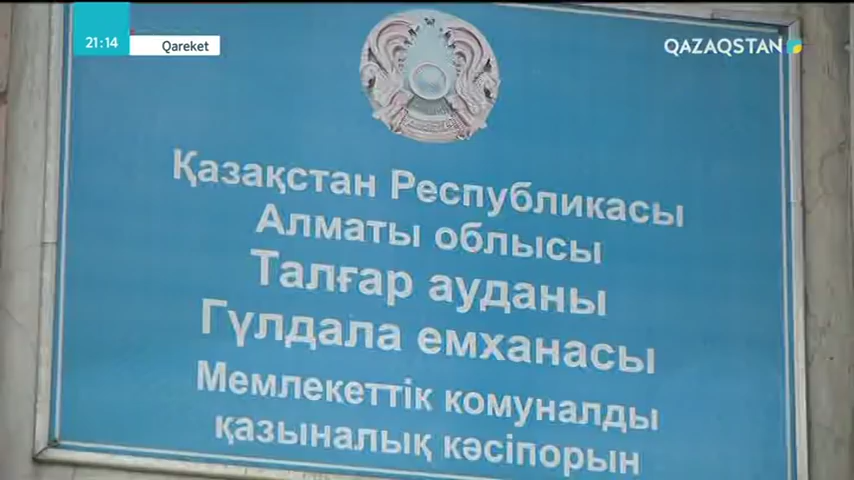 21:14
Qareket
QAZAQSTAN
Қазақстан Республикасы
Алматы облысы
Талғар ауданы
Гүлдала емханасы
Мемлекеттік комуналды
қазыналық кәсіпорын